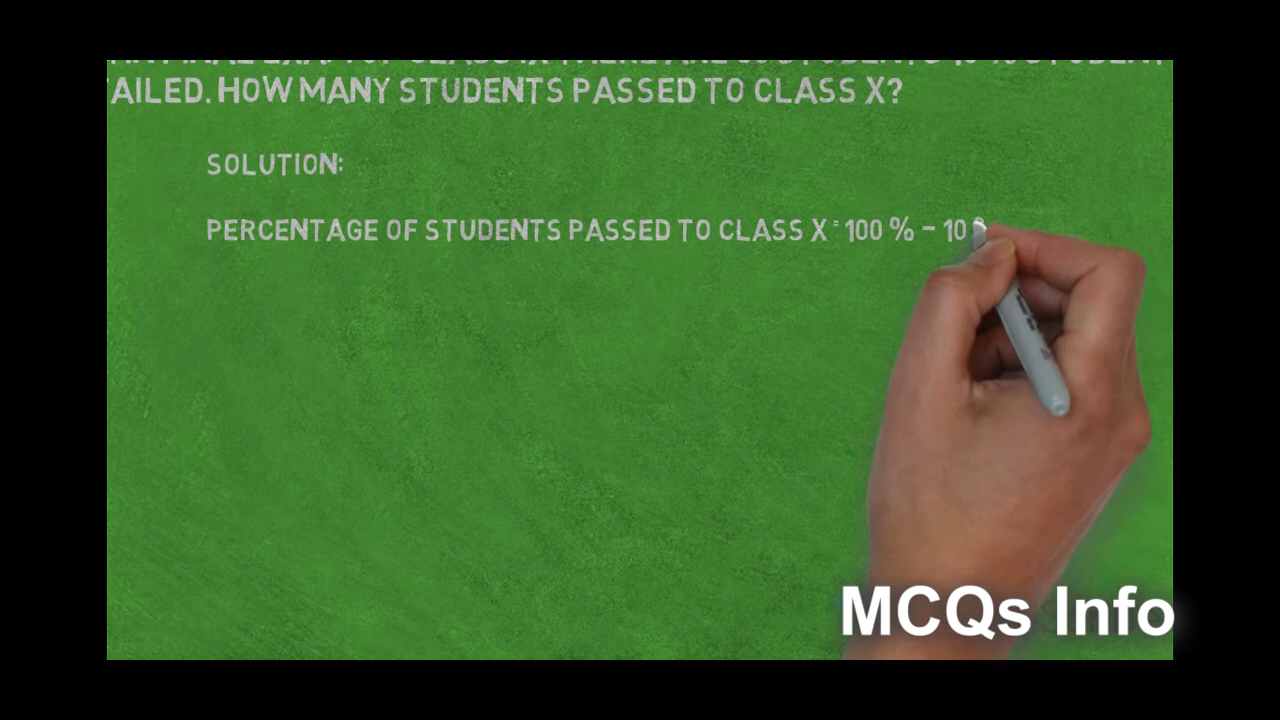 AILED. HOW MANY STUDENTS PASSED TO CLASS X?
SOLUTION:
PERCENTAGE OF STUDENTS PASSED TO CLASS X = 100 % - 10
MCQs Info